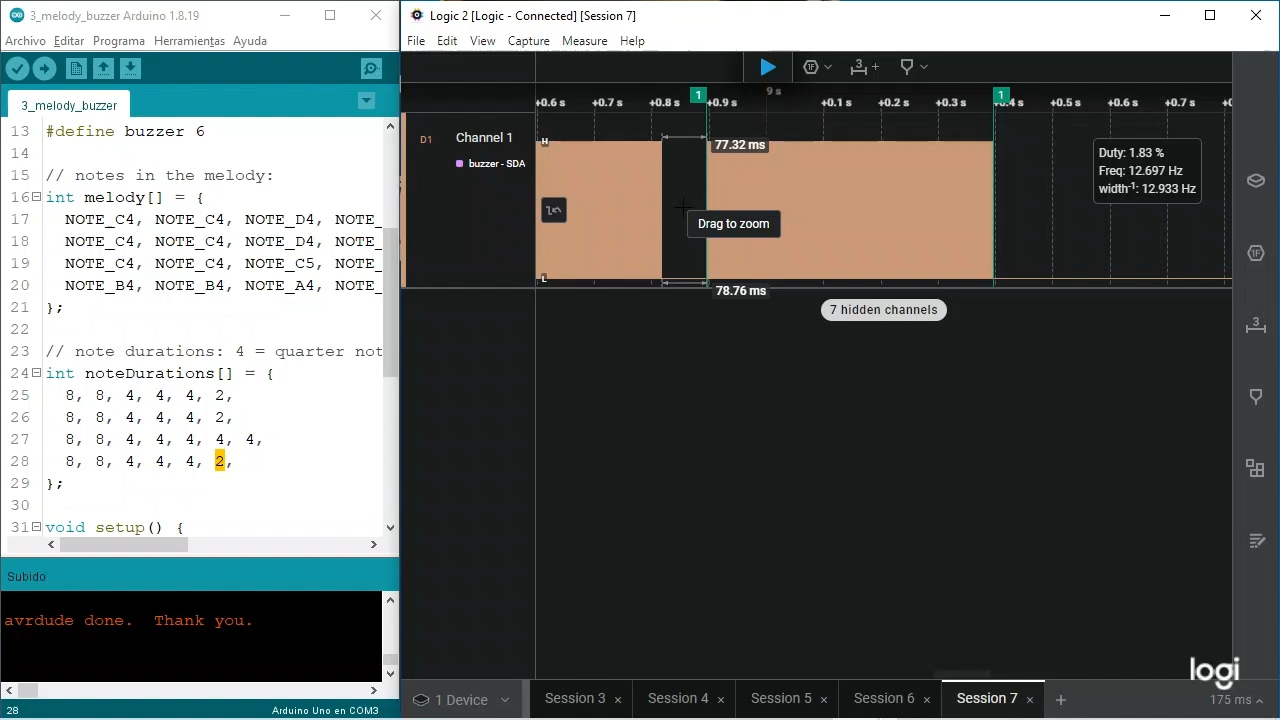 3_melody_buzzer Arduino 1.8.19
Archivo Editar Programa Herramientas Ayuda
3_melody_buzzer
13 #define buzzer 6
14
15 // notes in the melody:
16 int melody[] = {
17 NOTE_C4, NOTE_C4, NOTE_D4, NOTE_
18 NOTE_C4, NOTE_C4, NOTE_D4, NOTE_
19 NOTE_C4, NOTE_C4, NOTE_C5, NOTE_
20 NOTE_B4, NOTE_B4, NOTE_A4, NOTE_
21 };
22
23 // note durations: 4 = quarter not
24 int noteDurations[] = {
25 8, 8, 4, 4, 4, 2,
26 8, 8, 4, 4, 4, 2,
27 8, 8, 4, 4, 4, 4, 4,
28 8, 8, 4, 4, 4, 2,
29 };
30
31 void setup() {
Subido
avrdude done.  Thank you.
28 Arduino Uno en COM3
Logic 2 [Logic - Connected] [Session 7]
File Edit View Capture Measure Help
1F 3 +
9 s
+0.6 s +0.7 s +0.8 s 1 +0.9 s +0.1 s +0.2 s +0.3 s 1 +0.4 s +0.5 s +0.6 s +0.7 s
D1 Channel 1
buzzer - SDA
H
L
77.32 ms
Drag to zoom
78.76 ms
Duty: 1.83 %
Freq: 12.697 Hz
width⁻¹: 12.933 Hz
7 hidden channels
1F
3
logi
1 Device Session 3 × Session 4 × Session 5 × Session 6 × Session 7 × + 175 ms